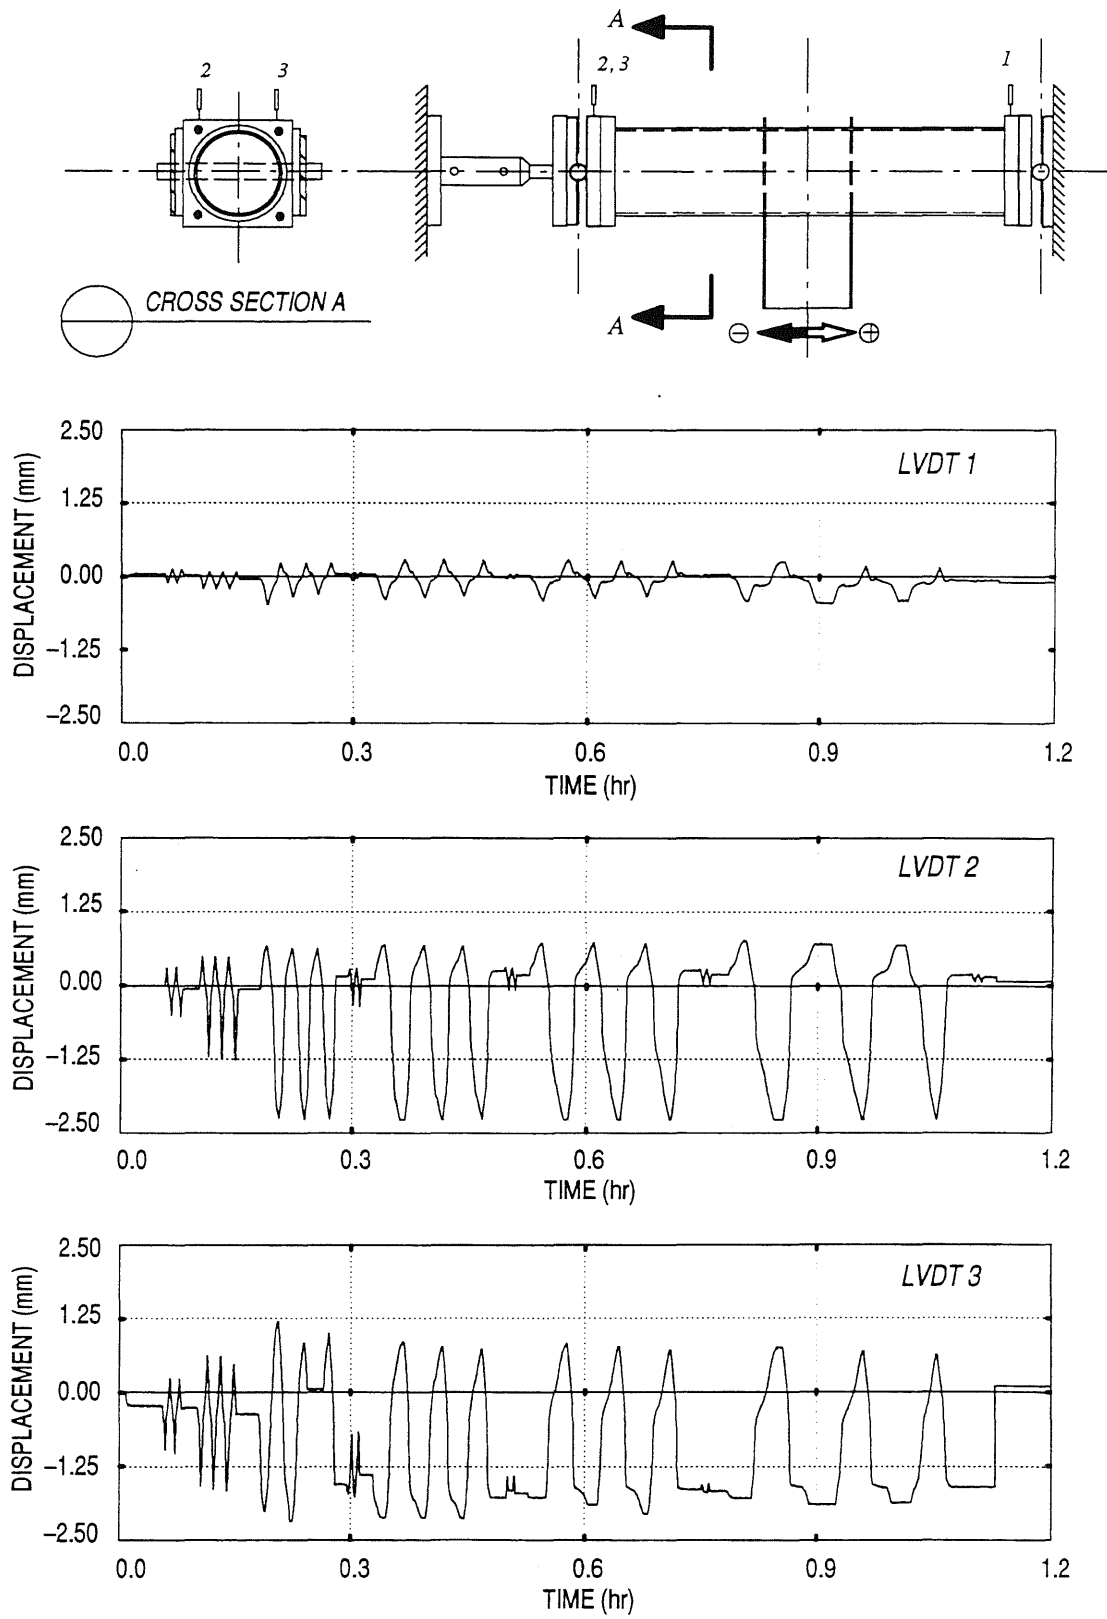 A
2 3
2,3
1
CROSS SECTION A
A
⊖ ⊕
2.50
1.25
0.00
−1.25
−2.50
DISPLACEMENT (mm)
LVDT 1
0.0 0.3 0.6 0.9 1.2
TIME (hr)
2.50
1.25
0.00
−1.25
−2.50
DISPLACEMENT (mm)
LVDT 2
0.0 0.3 0.6 0.9 1.2
TIME (hr)
2.50
1.25
0.00
−1.25
−2.50
DISPLACEMENT (mm)
LVDT 3
0.0 0.3 0.6 0.9 1.2
TIME (hr)